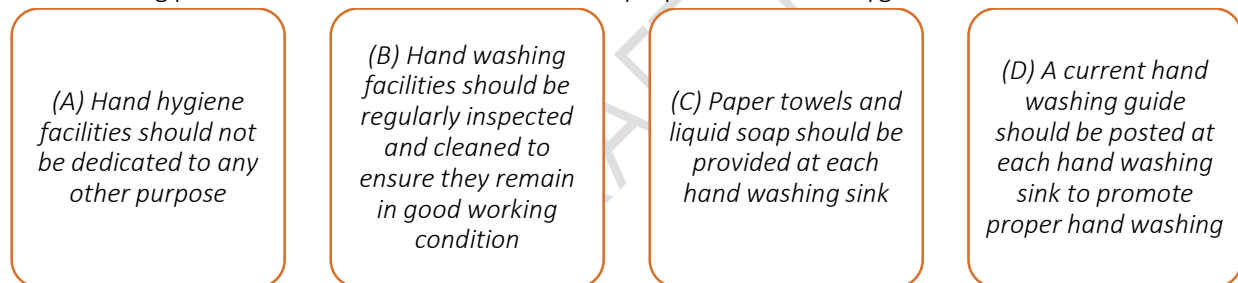 (A) Hand hygiene
facilities should not
be dedicated to any
other purpose
(B) Hand washing
facilities should be
regularly inspected
and cleaned to
ensure they remain
in good working
condition
(C) Paper towels and
liquid soap should be
provided at each
hand washing sink
(D) A current hand
washing guide
should be posted at
each hand washing
sink to promote
proper hand washing